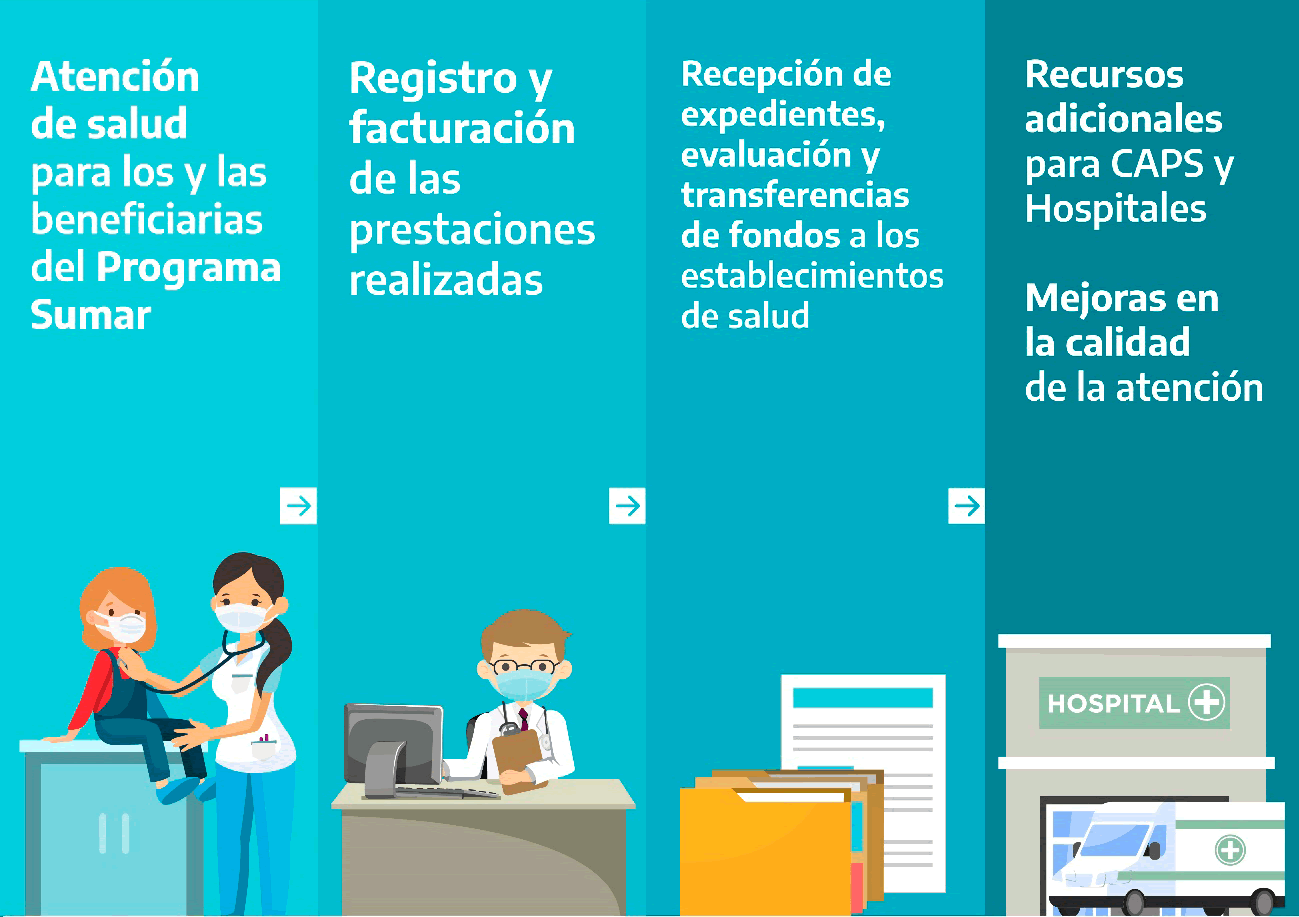 Atención
de salud
para los y las
beneficiarias
del Programa
Sumar
Registro y
facturación
de las
prestaciones
realizadas
Recepción de
expedientes,
evaluación y
transferencias
de fondos a los
establecimientos
de salud
Recursos
adicionales
para CAPS y
Hospitales
Mejoras en
la calidad
de la atención
HOSPITAL